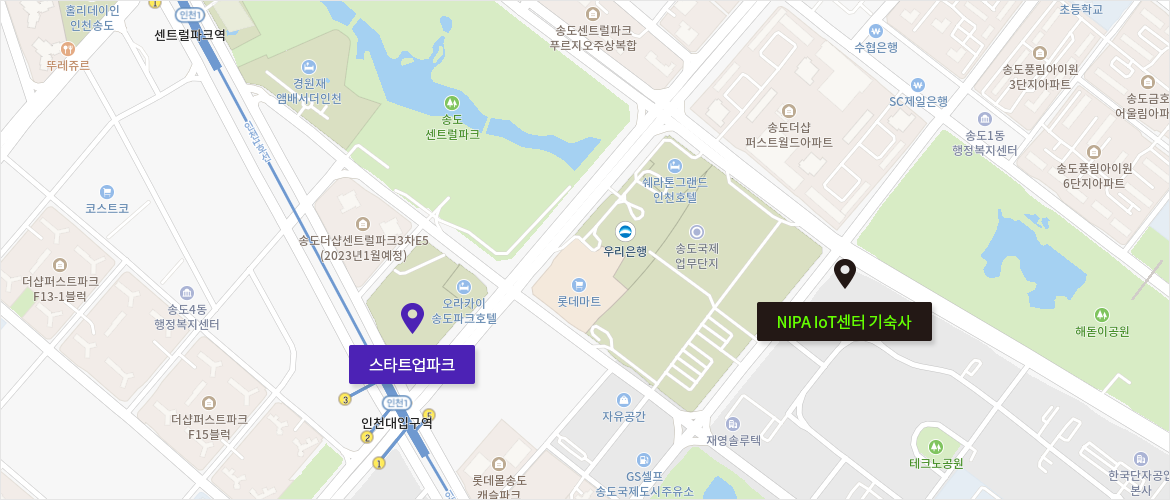 1
인천1
센트럴파크역
홀리데이인
인천송도
뚜레쥬르
경원재
앰배서더인천
송도
센트럴파크
송도센트럴파크
푸르지오주상복합
수협은행
초등학교
송도풍림아이원
3단지아파트
SC제일은행
송도금호
어울림아파
송도1동
행정복지센터
송도더샵
퍼스트월드아파트
송도풍림아이원
6단지아파트
인천1호선
코스트코
쉐라톤그랜드
인천호텔
송도더샵센트럴파크3차E5
(2023년1월예정)
우리은행
송도국제
업무단지
더샵퍼스트파크
F13-1블럭
송도4동
행정복지센터
오라카이
송도파크호텔
롯데마트
NIPA IoT센터 기숙사
해돋이공원
스타트업파크
3
인천1
5
인천대입구역
2
1
더샵퍼스트파크
F15블럭
자유공간
재영솔루텍
롯데몰송도
캐슬파크
GS셀프
송도국제도시주유소
테크노공원
한국단자공업
본사